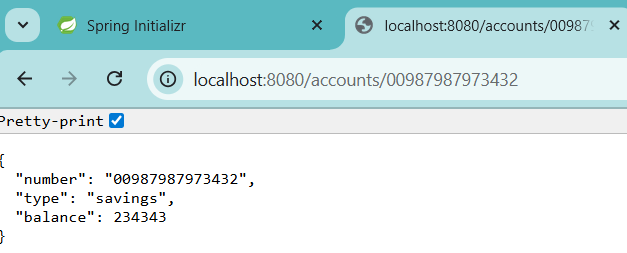 Spring Initializr
localhost:8080/accounts/00987
localhost:8080/accounts/00987987973432
Pretty-print
{
"number": "00987987973432",
"type": "savings",
"balance": 234343
}